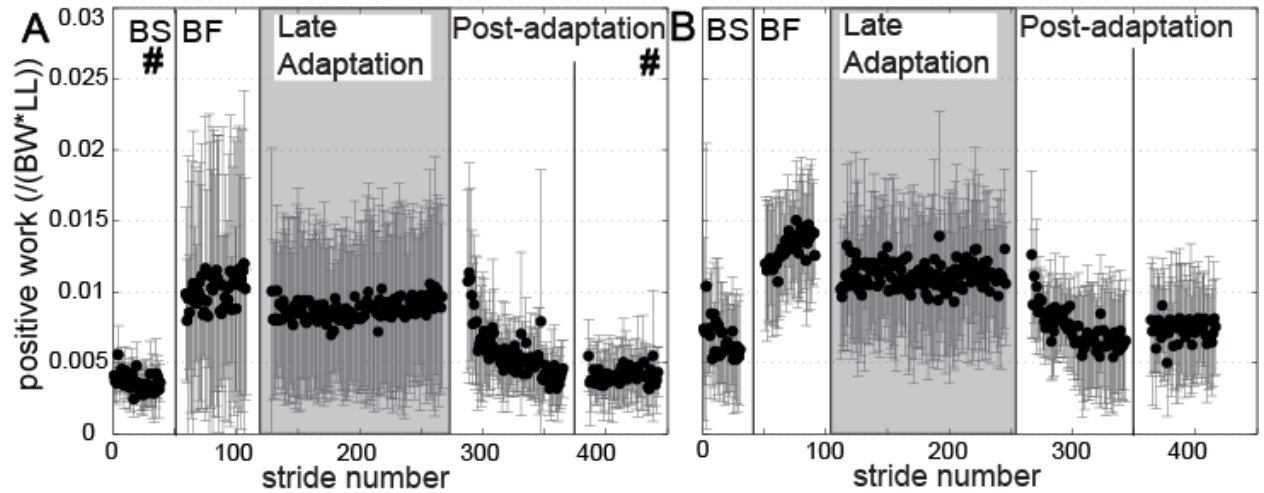 A BS BF Late Adaptation Post-adaptation B BS BF Late Adaptation Post-adaptation
# #
0.03
0.025
0.02
0.015
0.01
0.005
0
positive work (/(BW*LL))
0 100 200 300 400 0 100 200 300 400
stride number stride number